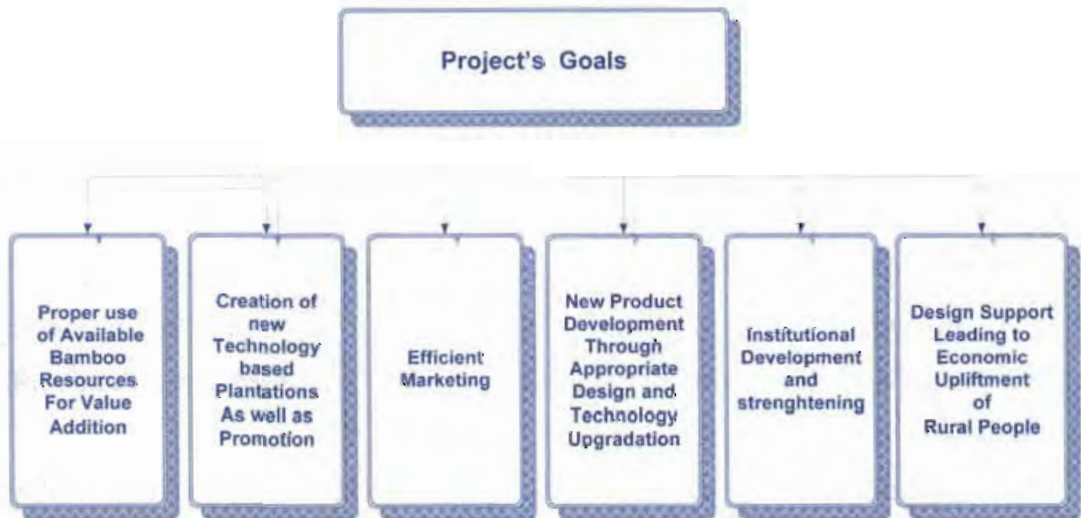 Project's Goals
Proper use
of Available
Bamboo
Resources
For Value
Addition
Creation of
new
Technology
based
Plantations
As well as
Promotion
Efficient
Marketing
New Product
Development
Through
Appropriate
Design and
Technology
Upgradation
Institutional
Development
and
strenghtening
Design Support
Leading to
Economic
Upliftment
of
Rural People